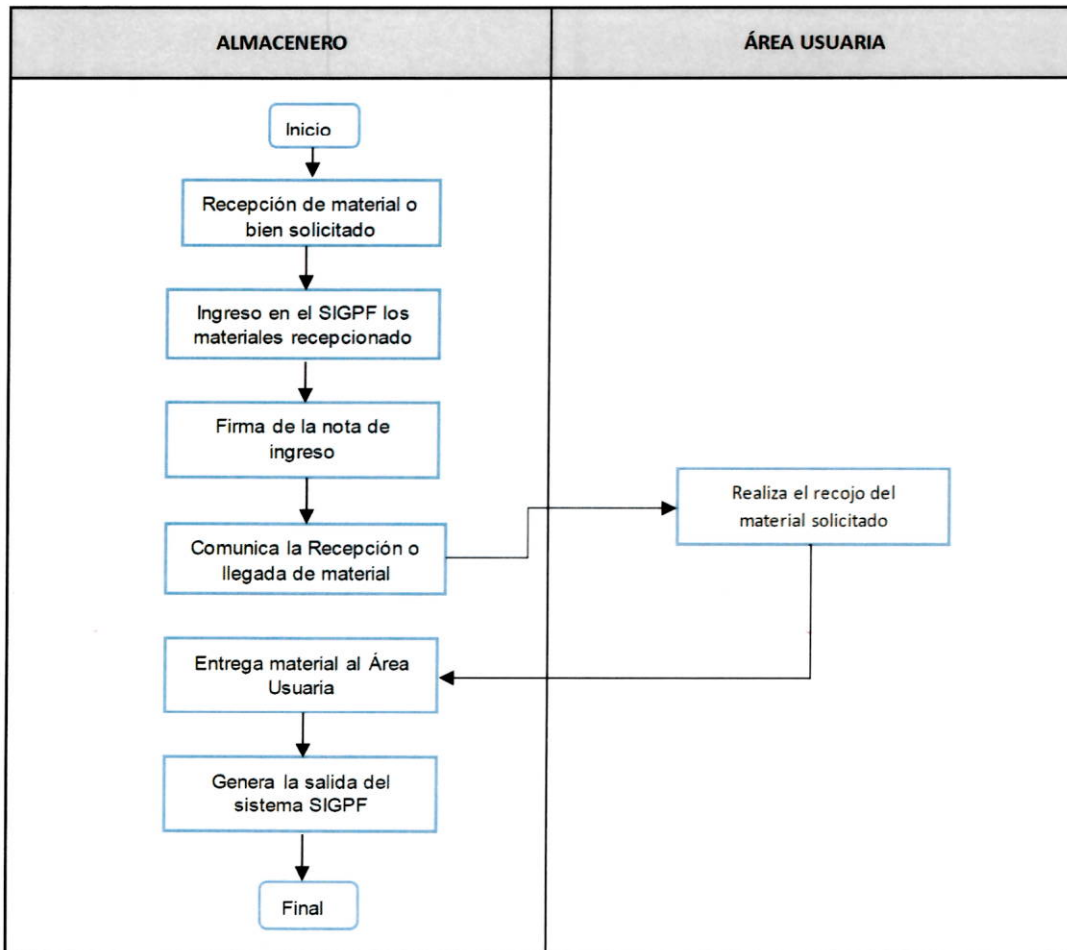 ALMACENERO
ÁREA USUARIA
Inicio
Recepción de material o
bien solicitado
Ingreso en el SIGPF los
materiales recepcionado
Firma de la nota de
ingreso
Comunica la Recepción o
llegada de material
Realiza el recojo del
material solicitado
Entrega material al Área
Usuaria
Genera la salida del
sistema SIGPF
Final